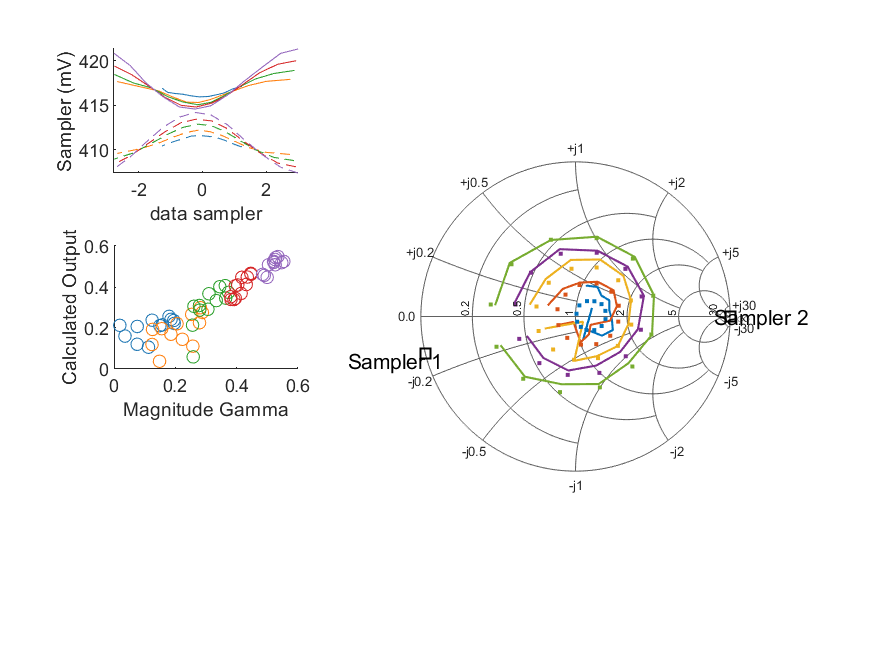 Sampler (mV)
420
415
410
-2
0
2
data sampler
Calculated Output
0.6
0.4
0.2
0
0
0.2
0.4
0.6
Magnitude Gamma
+j1
+j0.5
+j2
+j0.2
+j5
+j30
0.0
0.2
0.5
1
2
5
30
-j30
Sampler 2
Sampler 1
-j0.2
-j5
-j0.5
-j2
-j1